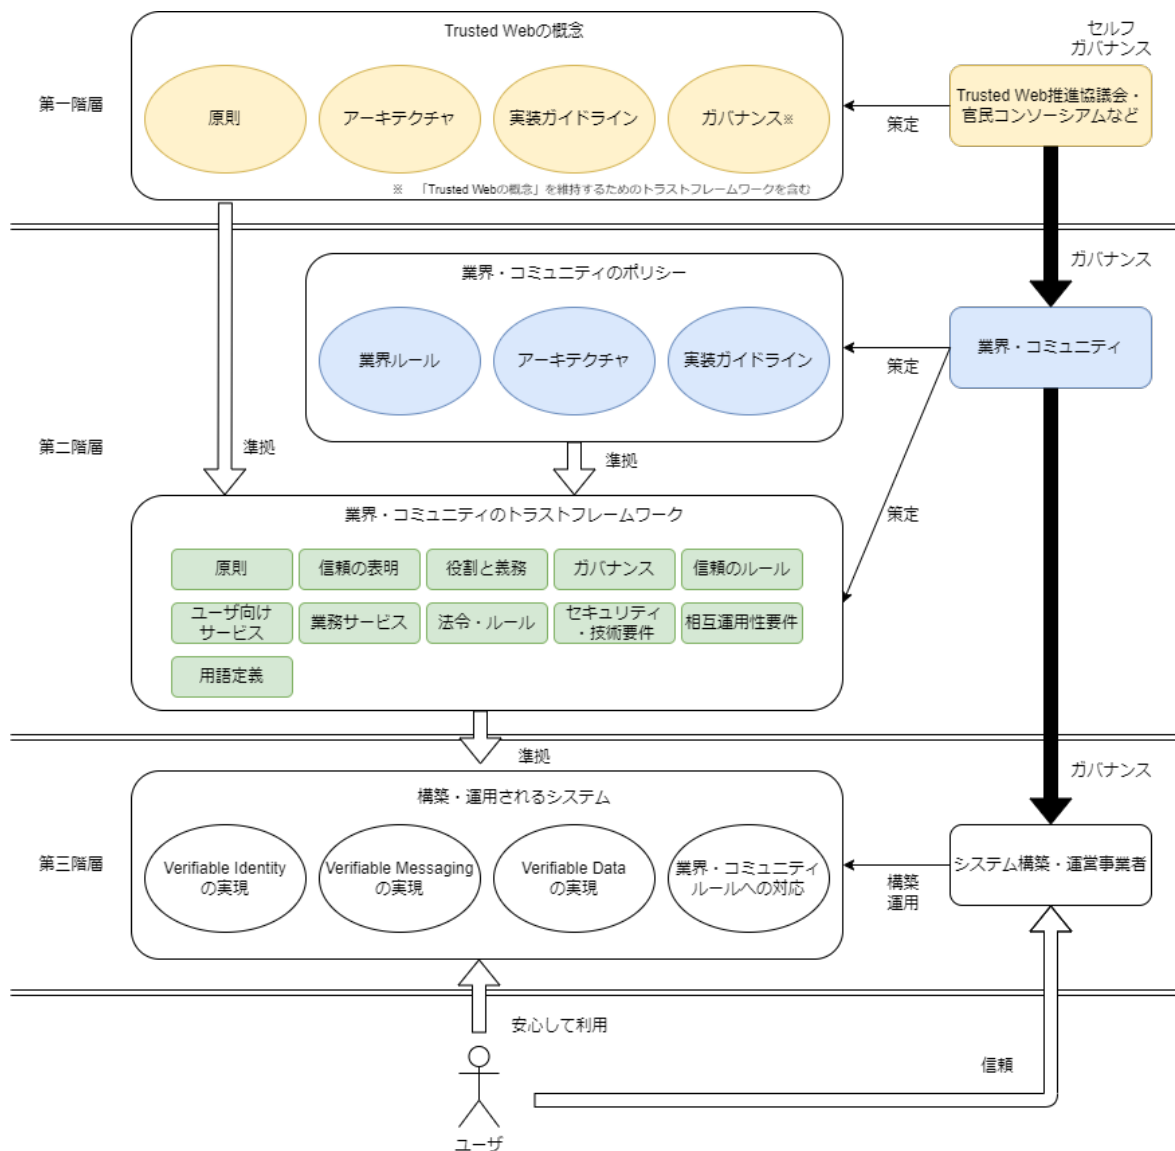 Trusted Webの概念
セルフ
ガバナンス
第一階層
原則
アーキテクチャ
実装ガイドライン
ガバナンス※
策定
Trusted Web推進協議会・
官民コンソーシアムなど
※　「Trusted Webの概念」を維持するためのトラストフレームワークを含む
ガバナンス
業界・コミュニティのポリシー
業界ルール
アーキテクチャ
実装ガイドライン
策定
業界・コミュニティ
第二階層
準拠
準拠
策定
業界・コミュニティのトラストフレームワーク
原則
信頼の表明
役割と義務
ガバナンス
信頼のルール
ユーザ向け
サービス
業務サービス
法令・ルール
セキュリティ
・技術要件
相互運用性要件
用語定義
準拠
ガバナンス
構築・運用されるシステム
第三階層
Verifiable Identity
の実現
Verifiable Messaging
の実現
Verifiable Data
の実現
業界・コミュニティ
ルールへの対応
構築
運用
システム構築・運営事業者
安心して利用
信頼
ユーザ